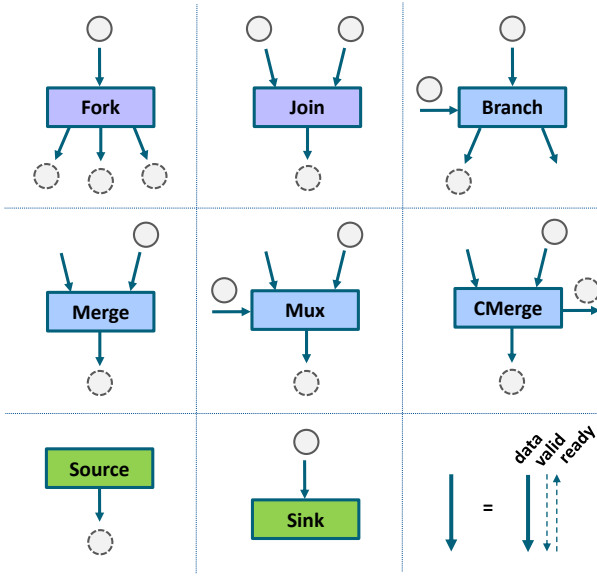 Fork
Join
Branch
Merge
Mux
CMerge
Source
Sink
=
data
valid
ready